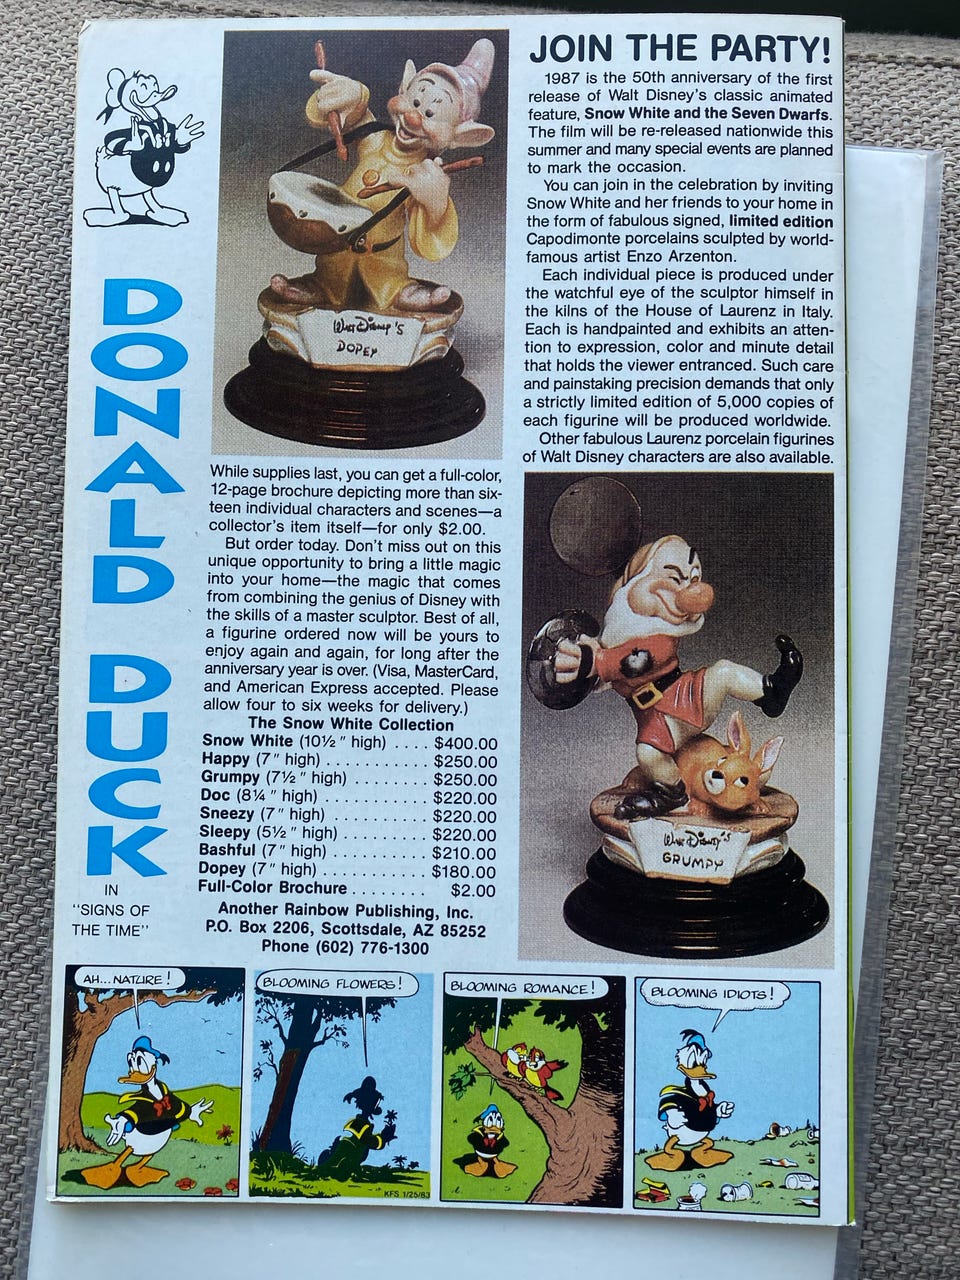 DONALD DUCK
IN
"SIGNS OF
THE TIME"
WALT DISNEY'S
DOPEY
JOIN THE PARTY!
1987 is the 50th anniversary of the first
release of Walt Disney's classic animated
feature, Snow White and the Seven Dwarfs.
The film will be re-released nationwide this
summer and many special events are planned
to mark the occasion.
You can join in the celebration by inviting
Snow White and her friends to your home in
the form of fabulous signed, limited edition
Capodimonte porcelains sculpted by world-
famous artist Enzo Arzenton.
Each individual piece is produced under
the watchful eye of the sculptor himself in
the kilns of the House of Laurenz in Italy.
Each is handpainted and exhibits an atten-
tion to expression, color and minute detail
that holds the viewer entranced. Such care
and painstaking precision demands that only
a strictly limited edition of 5,000 copies of
each figurine will be produced worldwide.
Other fabulous Laurenz porcelain figurines
of Walt Disney characters are also available.
While supplies last, you can get a full-color,
12-page brochure depicting more than six-
teen individual characters and scenes—a
collector's item itself—for only $2.00.
But order today. Don't miss out on this
unique opportunity to bring a little magic
into your home—the magic that comes
from combining the genius of Disney with
the skills of a master sculptor. Best of all,
a figurine ordered now will be yours to
enjoy again and again, for long after the
anniversary year is over. (Visa, MasterCard,
and American Express accepted. Please
allow four to six weeks for delivery.)
The Snow White Collection
Snow White (10½" high) .... $400.00
Happy (7" high) ........... $250.00
Grumpy (7½" high) ........ $250.00
Doc (8¼" high) ........... $220.00
Sneezy (7" high) .......... $220.00
Sleepy (5½" high) ......... $220.00
Bashful (7" high) .......... $210.00
Dopey (7" high) ........... $180.00
Full-Color Brochure ........ $2.00
Another Rainbow Publishing, Inc.
P.O. Box 2206, Scottsdale, AZ 85252
Phone (602) 776-1300
WALT DISNEY'S
GRUMPY
AH...NATURE!
BLOOMING FLOWERS!
KFS 1/25/83
BLOOMING ROMANCE!
BLOOMING IDIOTS!